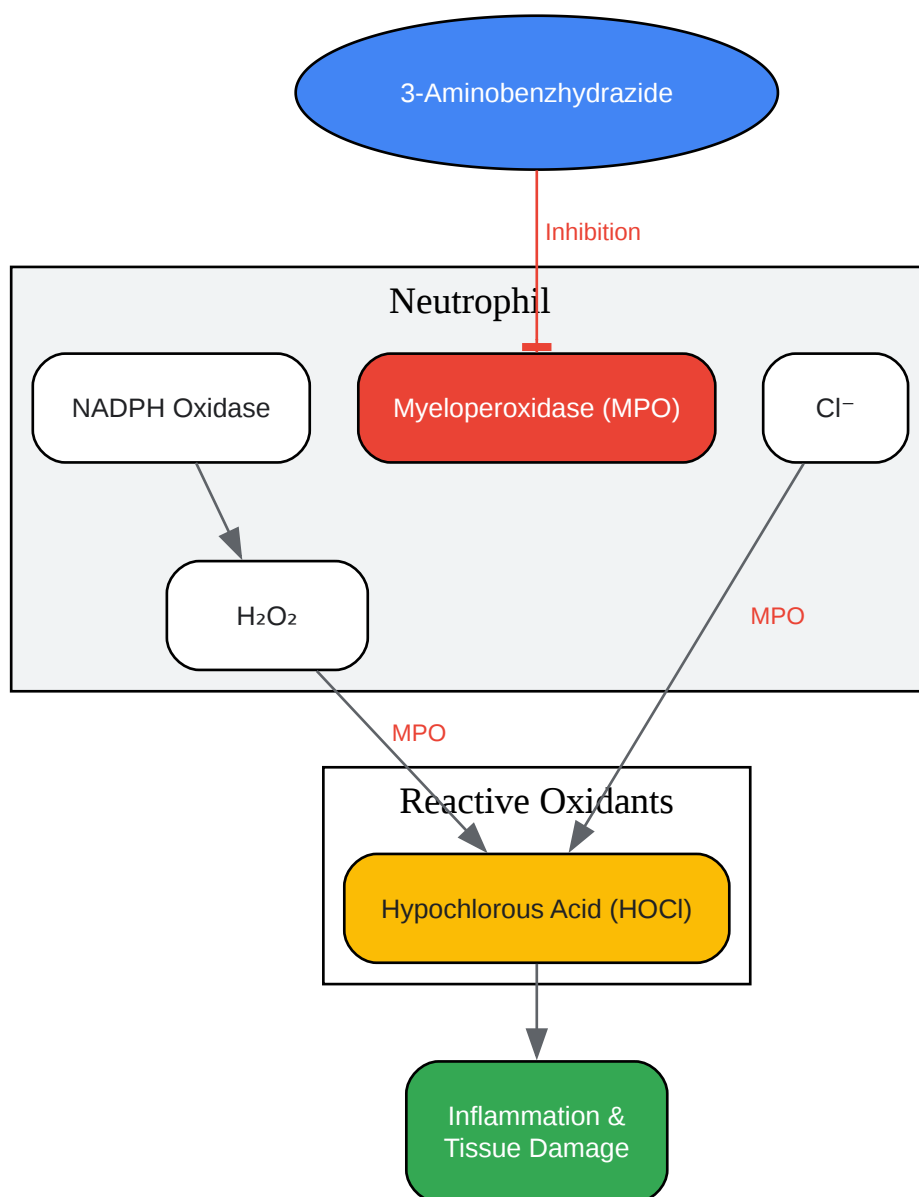 3-Aminobenzhydrazide
Inhibition
Neutrophil
NADPH Oxidase
Myeloperoxidase (MPO)
Cl⁻
H₂O₂
MPO
MPO
Reactive Oxidants
Hypochlorous Acid (HOCl)
Inflammation &
Tissue Damage